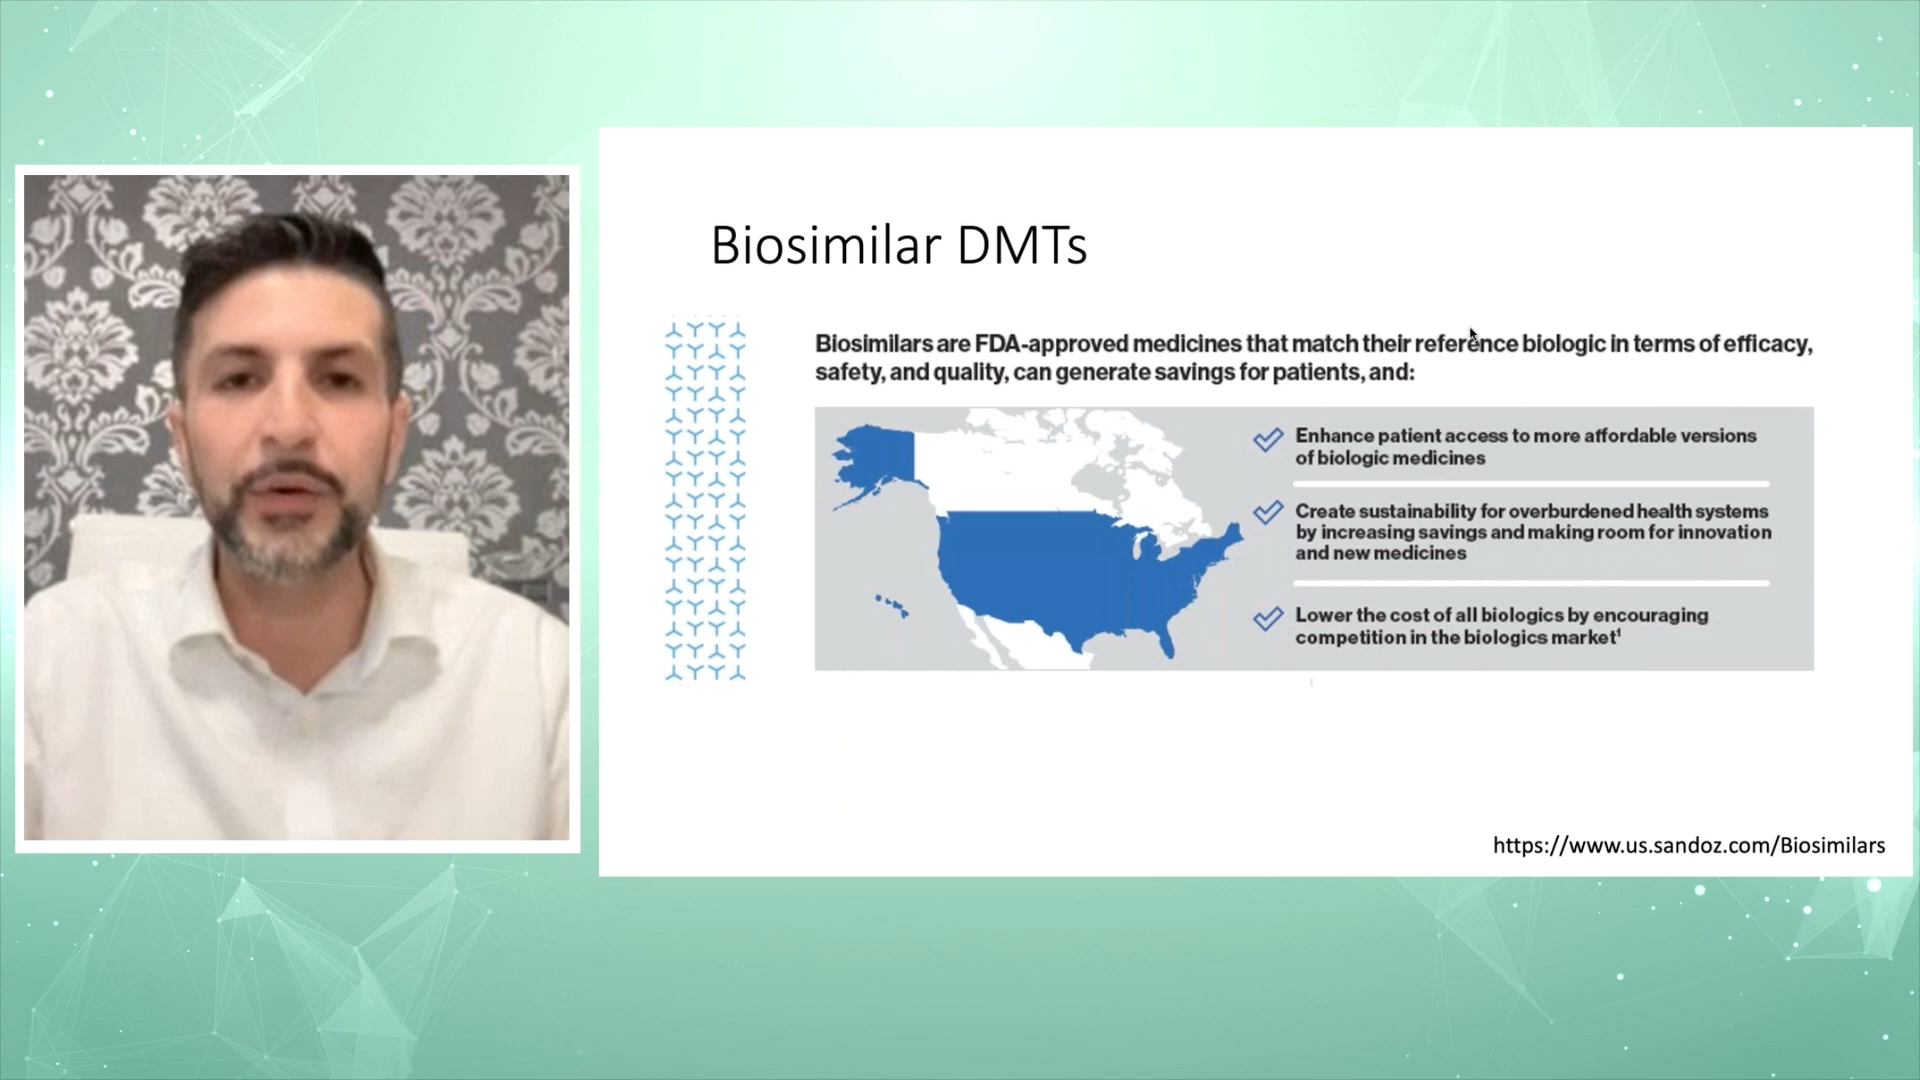 Biosimilar DMTs
Biosimilars are FDA-approved medicines that match their reference biologic in terms of efficacy,
safety, and quality, can generate savings for patients, and:
Enhance patient access to more affordable versions
of biologic medicines
Create sustainability for overburdened health systems
by increasing savings and making room for innovation
and new medicines
Lower the cost of all biologics by encouraging
competition in the biologics market¹
https://www.us.sandoz.com/Biosimilars